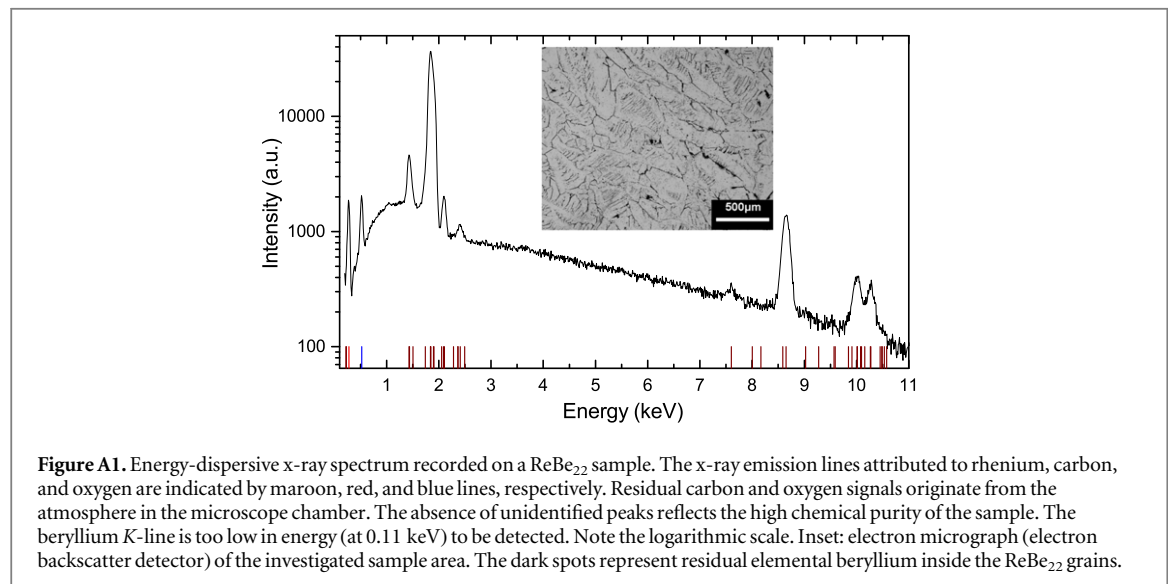 10000
1000
100
Intensity (a.u.)
500µm
1 2 3 4 5 6 7 8 9 10 11
Energy (keV)
Figure A1. Energy-dispersive x-ray spectrum recorded on a ReBe₂₂ sample. The x-ray emission lines attributed to rhenium, carbon,
and oxygen are indicated by maroon, red, and blue lines, respectively. Residual carbon and oxygen signals originate from the
atmosphere in the microscope chamber. The absence of unidentified peaks reflects the high chemical purity of the sample. The
beryllium K-line is too low in energy (at 0.11 keV) to be detected. Note the logarithmic scale. Inset: electron micrograph (electron
backscatter detector) of the investigated sample area. The dark spots represent residual elemental beryllium inside the ReBe₂₂ grains.